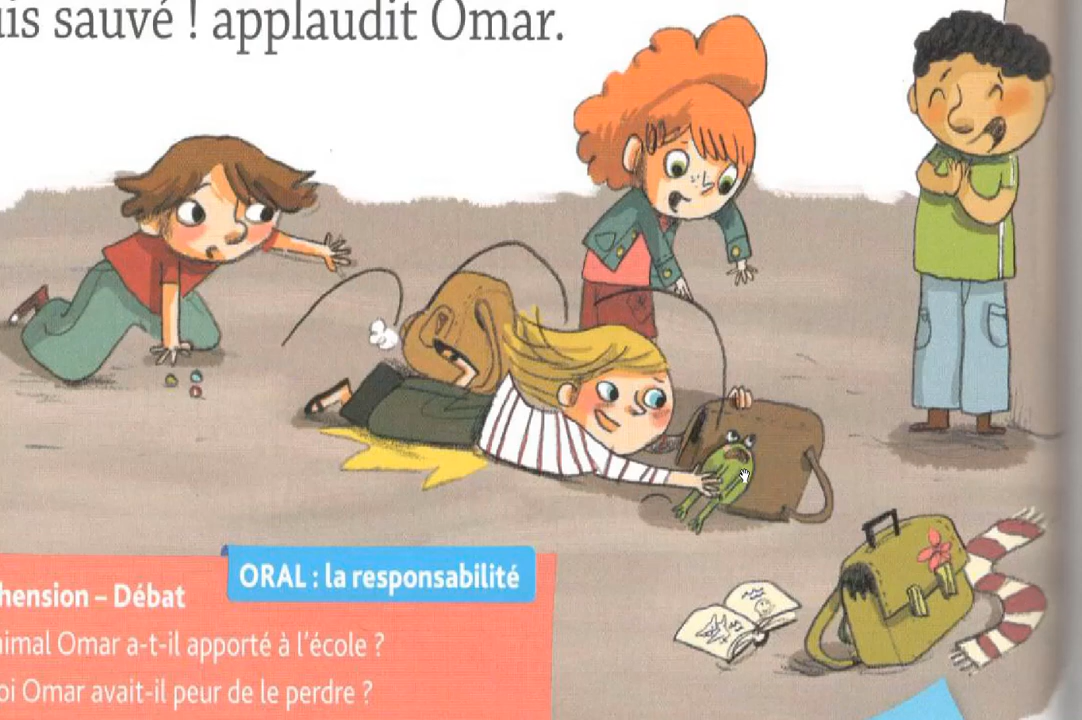 is sauvé ! applaudit Omar.
ORAL : la responsabilité
hension – Débat
nimal Omar a-t-il apporté à l'école ?
oi Omar avait-il peur de le perdre ?